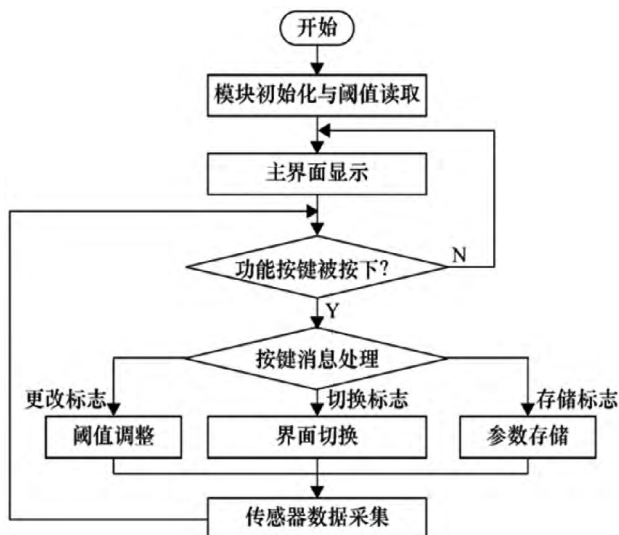 开始
模块初始化与阈值读取
主界面显示
功能按键被按下?
N
Y
按键消息处理
更改标志
切换标志
存储标志
阈值调整
界面切换
参数存储
传感器数据采集